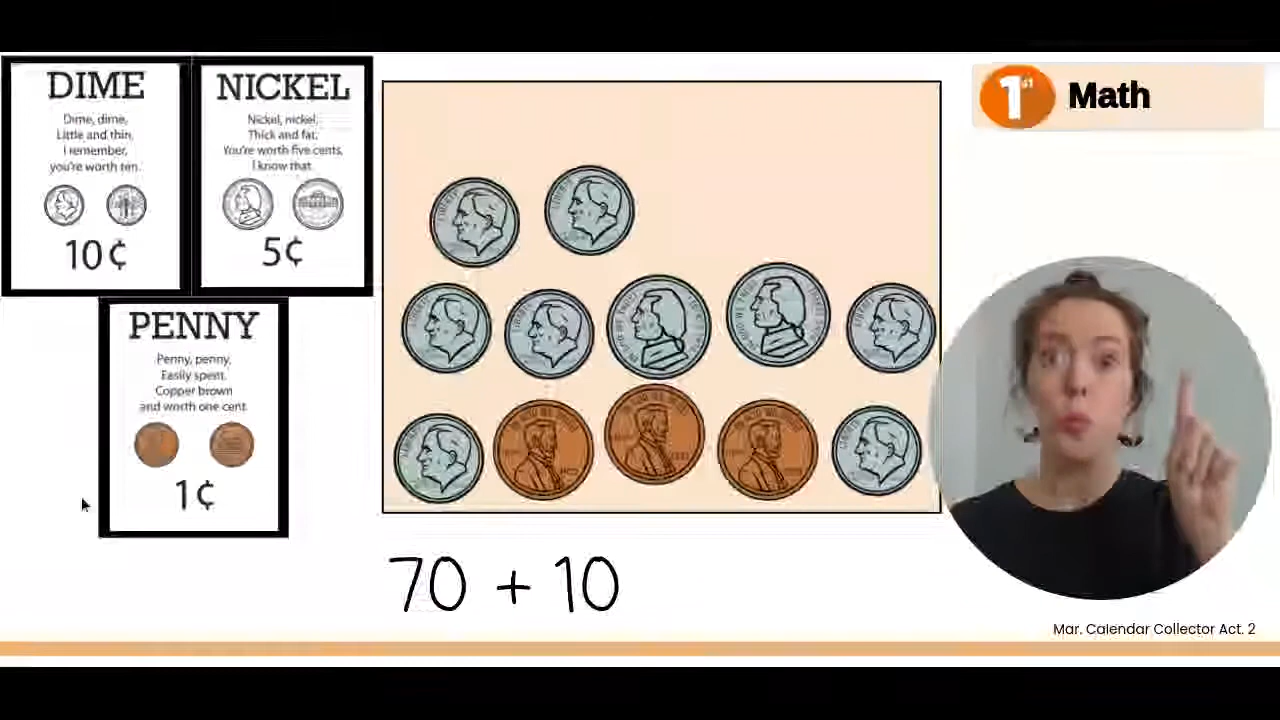 DIME
Dime, dime,
Little and thin,
I remember,
you're worth ten.
10¢
NICKEL
Nickel, nickel,
Thick and fat,
You're worth five cents,
I know that.
5¢
PENNY
Penny, penny,
Easily spent,
Copper brown
and worth one cent.
1¢
70 + 10
1st Math
Mar. Calendar Collector Act. 2